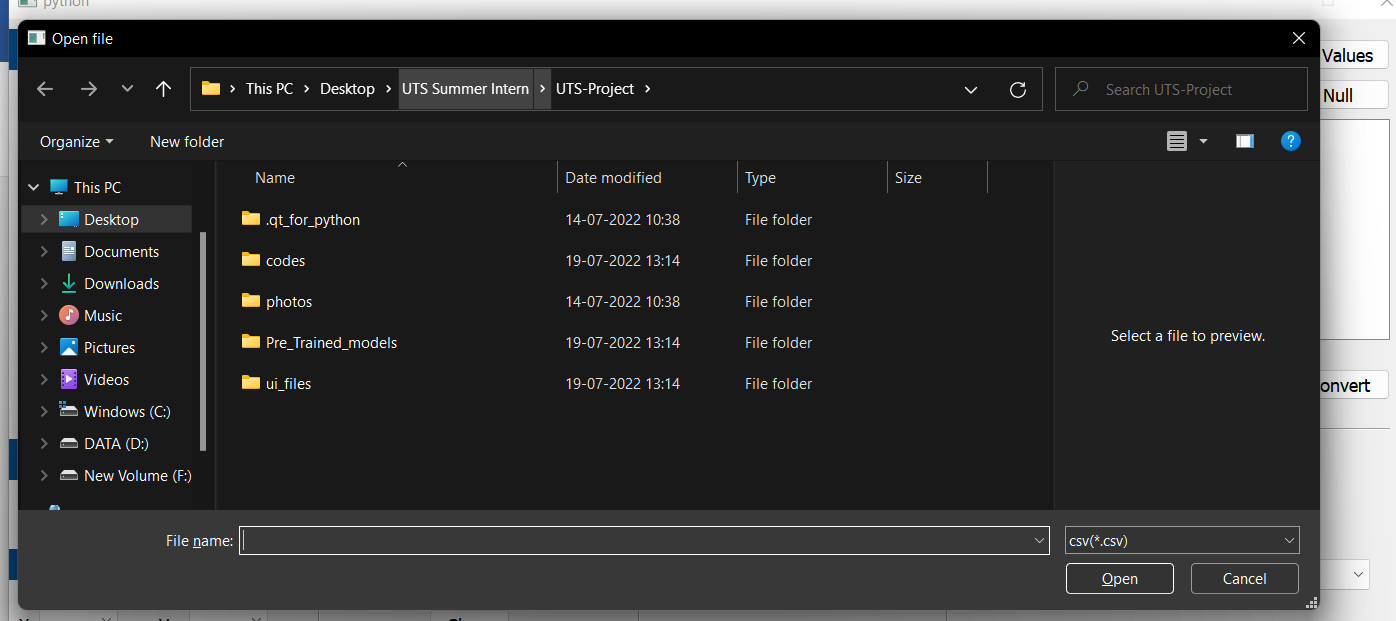 python
Open file
Values
This PC Desktop UTS Summer Intern UTS-Project
Search UTS-Project
Null
Organize New folder
Name Date modified Type Size
This PC
Desktop
Documents
Downloads
Music
Pictures
Videos
Windows (C:)
DATA (D:)
New Volume (F:)
.qt_for_python 14-07-2022 10:38 File folder
codes 19-07-2022 13:14 File folder
photos 14-07-2022 10:38 File folder
Pre_Trained_models 19-07-2022 13:14 File folder
ui_files 19-07-2022 13:14 File folder
Select a file to preview.
onvert
File name: csv(*.csv)
Open Cancel